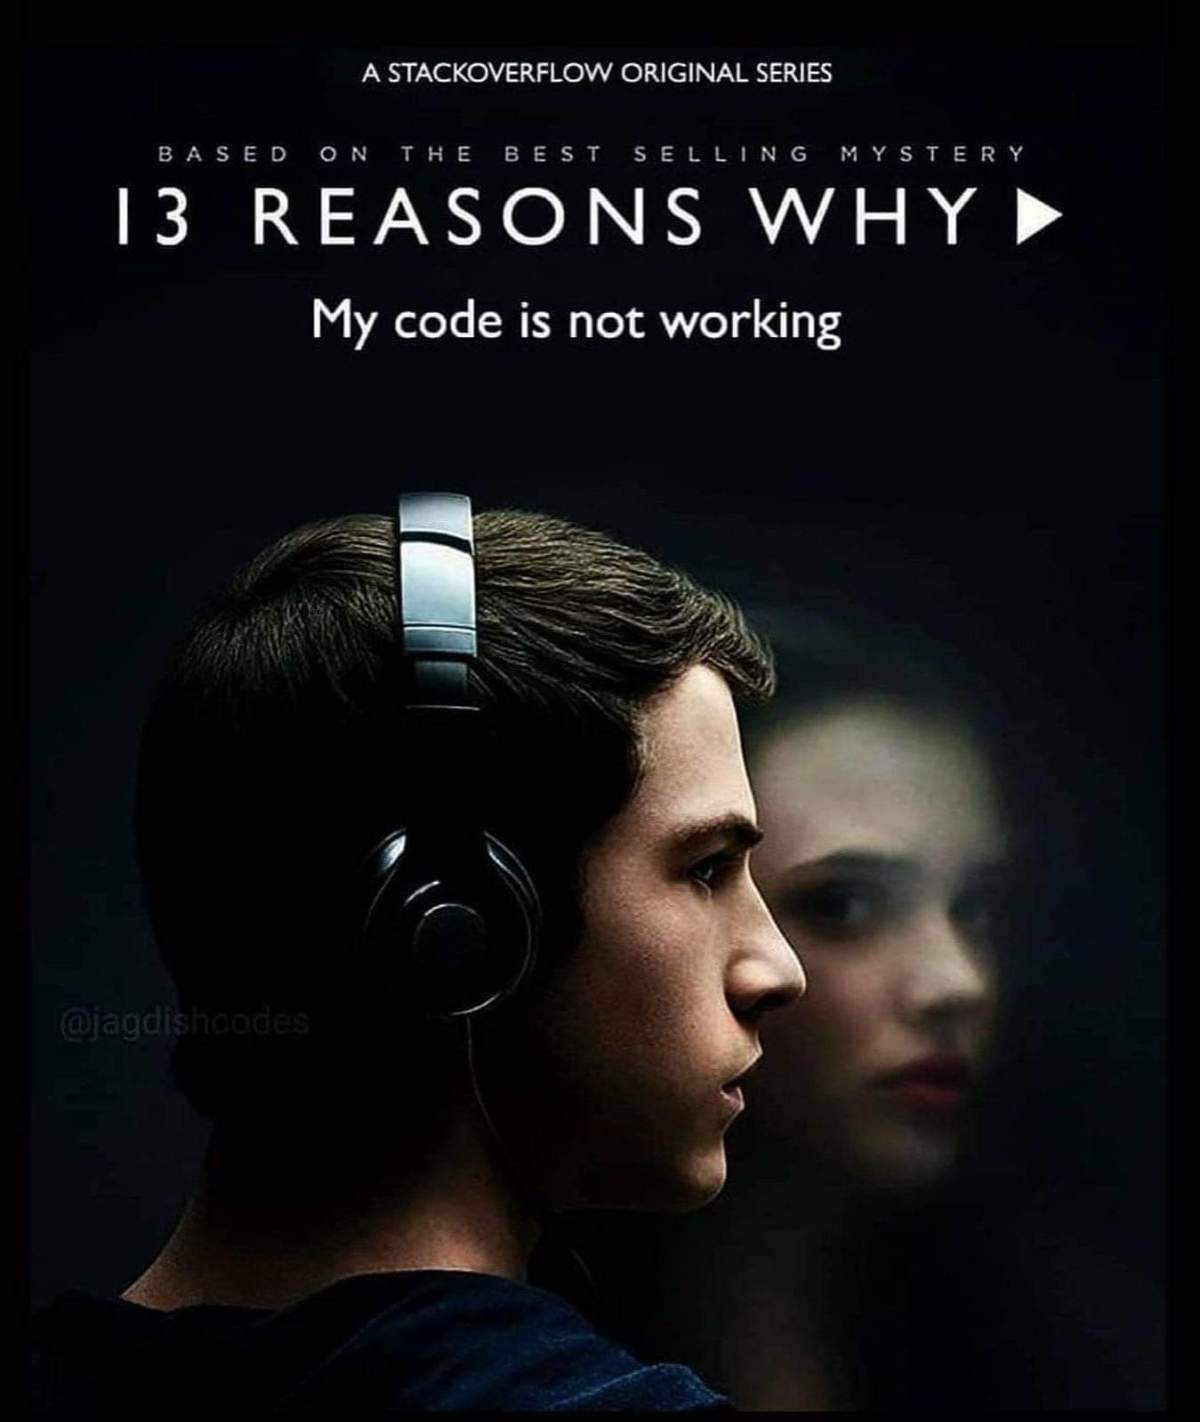 A STACKOVERFLOW ORIGINAL SERIES
BASED ON THE BEST SELLING MYSTERY
13 REASONS WHY
My code is not working
@jagdishcodes